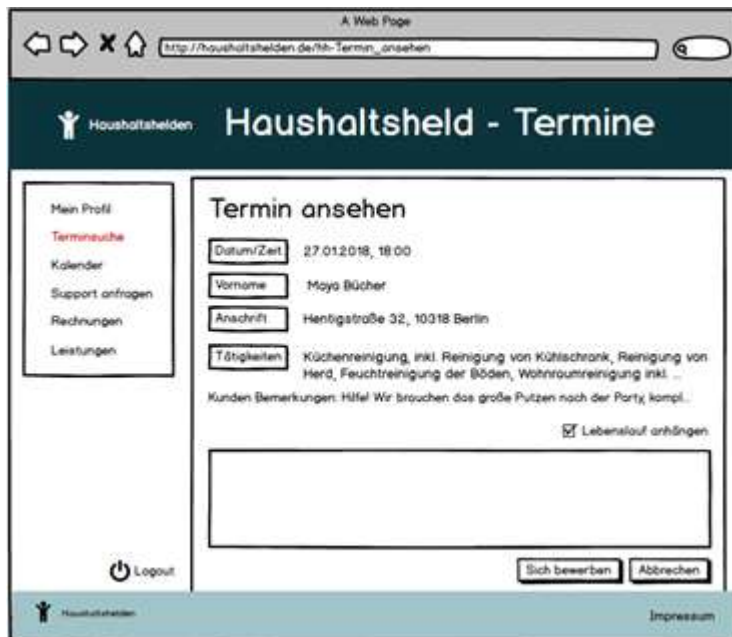 A Web Page
http://haushaltshelden.de/hh-Termin_ansehen
Haushaltshelden
Haushaltsheld - Termine
Mein Profil
Terminsuche
Kalender
Support anfragen
Rechnungen
Leistungen
Logout
Termin ansehen
Datum/Zeit 27.01.2018, 18:00
Vorname Maya Bücher
Anschrift Hentigstraße 32, 10318 Berlin
Tätigkeiten Küchenreinigung, inkl. Reinigung von Kühlschrank, Reinigung von
Herd, Feuchtreinigung der Böden, Wohnraumreinigung inkl. ...
Kunden Bemerkungen: Hilfe! Wir brauchen das große Putzen nach der Party, kompl...
Lebenslauf anhängen
Sich bewerben Abbrechen
Haushaltshelden
Impressum